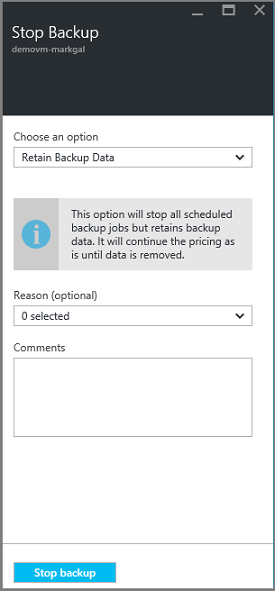 Stop Backup
demovm-markgal
Choose an option
Retain Backup Data
This option will stop all scheduled
backup jobs but retains backup
data. It will continue the pricing as
is until data is removed.
Reason (optional)
0 selected
Comments
Stop backup